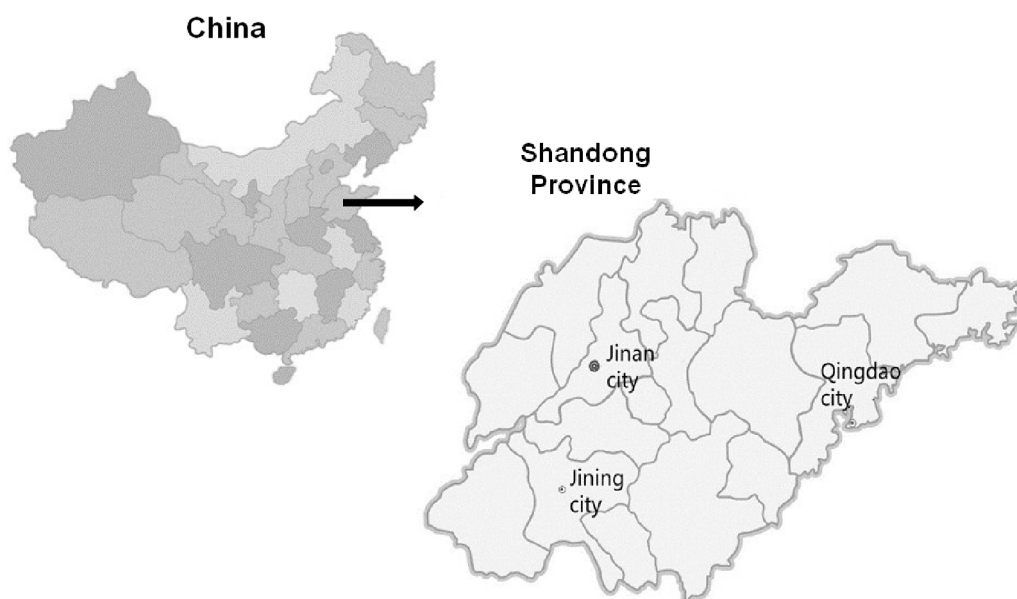 China
Shandong
Province
Jinan
city
Qingdao
city
Jining
city